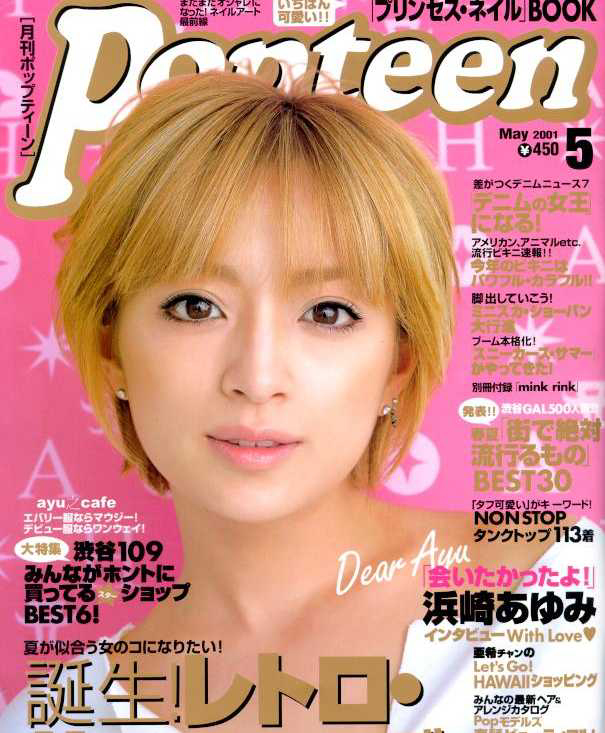 まだまだオシャレに
なった!ネイルアート
最前線
いちばん
可愛い!!
「プリンセス・ネイル」BOOK
[月刊ポップティーン]
Popteen
May 2001
¥450
5
差がつくデニムニュース7
「デニムの女王」
になる!
アメリカン、アニマルetc.
流行ビキニ速報!!
今年のビキニは
パワフル・カラフル!!
脚出していこう!
ミニスカ・ショーパン
大行進
ブーム本格化!
「スニーカーズ・サマー」
がやってきた!
別冊付録「mink rink」
発表!! 渋谷GAL500人
春夏「街で絶対
流行るもの」
BEST30
「タフ可愛い」がキーワード!
NON STOP
タンクトップ113着
Dear Ayu
「会いたかったよ!」
浜崎あゆみ
インタビューWith Love♥
亜希チャンの
Let's Go!
HAWAIIショッピング
みんなの最新ヘア&
アレンジカタログ
Popモデルズ
ayu cafe
エバリー服ならマウジー!
デビュー服ならワンウェイ!
大特集 渋谷109
みんながホントに
買ってるスターショップ
BEST6!
夏が似合う女のコになりたい!
誕生!レトロ・